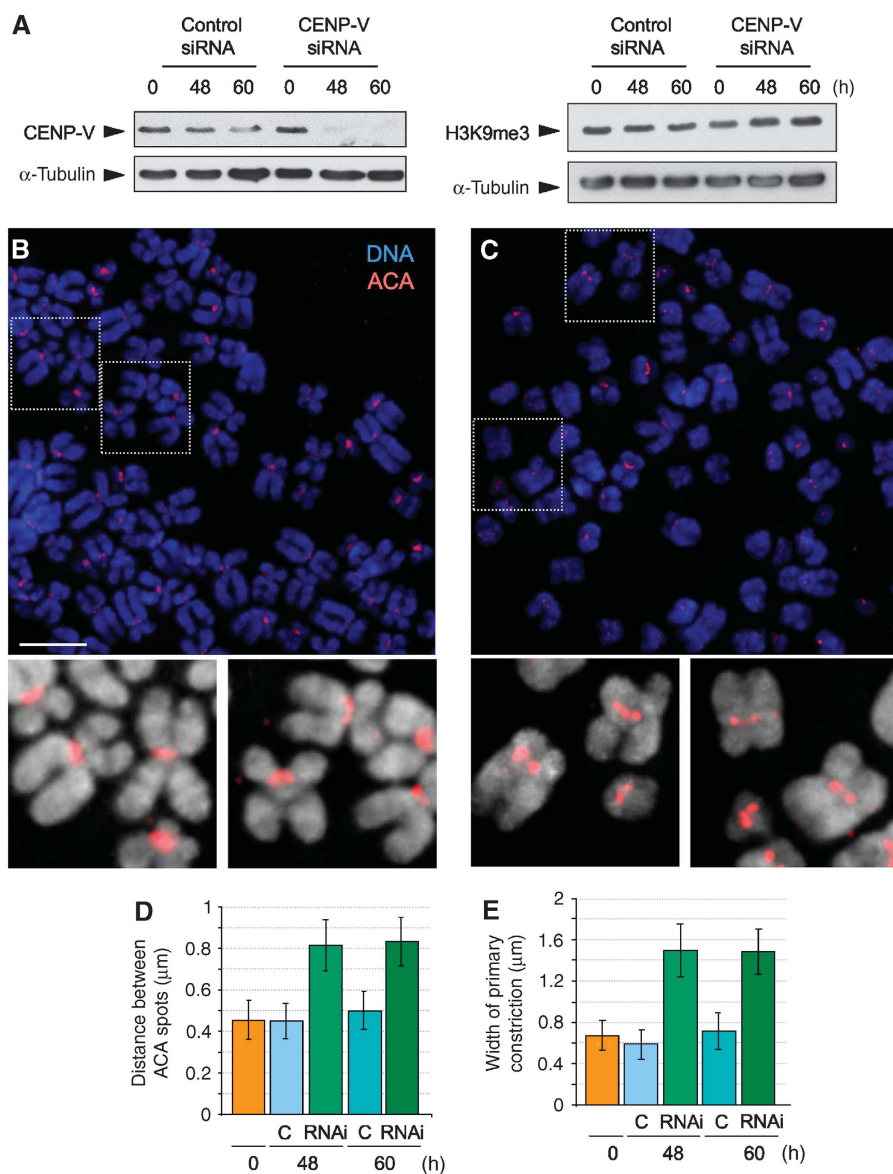 A
Control siRNA
CENP-V siRNA
0 48 60 0 48 60
CENP-V
α-Tubulin
Control siRNA
CENP-V siRNA
0 48 60 0 48 60 (h)
H3K9me3
α-Tubulin
B
DNA
ACA
C
D
Distance between
ACA spots (μm)
1
0.8
0.6
0.4
0.2
0
C RNAi C RNAi
0 48 60 (h)
E
Width of primary
constriction (μm)
2
1.6
1.2
0.8
0.4
0
C RNAi C RNAi
0 48 60 (h)